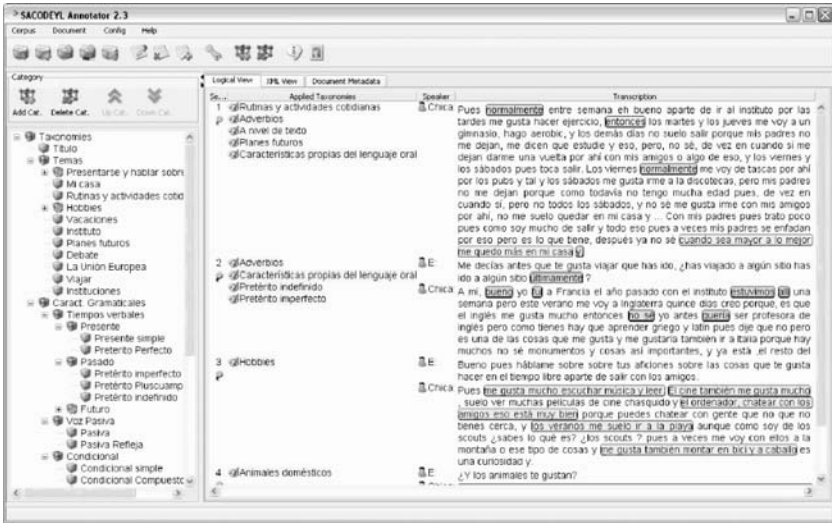 SACODEYL Annotator 2.3
Corpus Document Config Help
Category
Add Cat. Delete Cat. Up Cat. Down Cat.
Taxonomies
Título
Temas
Presentarse y hablar sobre
Mi casa
Rutinas y actividades cotid
Hobbies
Vacaciones
Instituto
Planes futuros
Debate
La Unión Europea
Viajar
Instituciones
Caract. Gramaticales
Tiempos verbales
Presente
Presente simple
Pretérito Perfecto
Pasado
Pretérito imperfecto
Pretérito Pluscuamp
Pretérito indefinido
Futuro
Voz Pasiva
Pasiva
Pasiva Refleja
Condicional
Condicional simple
Condicional Compuesto
Logical View XML View Document Metadata
Se... Applied Taxonomies Speaker Transcription
1 Rutinas y actividades cotidianas
Adverbios
A nivel de texto
Planes futuros
Características propias del lenguaje oral
Chica: Pues normalmente entre semana eh bueno aparte de ir al instituto por las
tardes me gusta hacer ejercicio, entonces los martes y los jueves me voy a un
gimnasio, hago aerobic, y los demás días no suelo salir porque mis padres no
me dejan, me dicen que estudie y eso, pero, no sé, de vez en cuando si me
dejan darme una vuelta por ahí con mis amigos o algo de eso, y los viernes y
los sábados pues toca salir. Los viernes normalmente me voy de tascas por ahí
por los pubs y tal y los sábados me gusta irme a la discotecas, pero mis padres
no me dejan porque como todavía no tengo mucha edad pues, de vez en
cuando sí, pero no todos los sábados, y no sé me gusta irme con mis amigos
por ahí, no me suelo quedar en mi casa y ... Con mis padres pues trato poco
pues como soy mucho de salir y todo eso pues a veces mis padres se enfadan
por eso pero es lo que tiene, después ya no sé cuando sea mayor a lo mejor
me quedo más en mi casa y
2 Adverbios
Características propias del lenguaje oral
Pretérito indefinido
Pretérito imperfecto
E: Me decías antes que te gusta viajar que has ido, ¿has viajado a algún sitio has
ido a algún sitio últimamente ?
Chica: A mí, bueno yo fui a Francia el año pasado con el instituto estuvimos allí una
semana pero este verano me voy a Inglaterra quince días creo porque, es que
el inglés me gusta mucho entonces no sé yo antes quería ser profesora de
inglés pero como tienes hay que aprender griego y latín pues dije que no pero
es una de las cosas que me gusta y me gustaría también ir a Italia porque hay
muchos no sé monumentos y cosas así importantes, y ya está ,el resto del
3 Hobbies
E: Bueno pues háblame sobre sobre tus aficiones sobre las cosas que te gusta
hacer en el tiempo libre aparte de salir con los amigos.
Chica: Pues me gusta mucho escuchar música y leer. El cine también me gusta mucho
, suelo ver muchas películas de cine chasquido y el ordenador, chatear con los
amigos eso está muy bien porque puedes chatear con gente que no que no
tienes cerca, y los veranos me suelo ir a la playa aunque como soy de los
scouts ¿sabes lo qué es? ¿los scouts ? pues a veces me voy con ellos a la
montaña o ese tipo de cosas y me gusta también montar en bici y a caballo es
una curiosidad y.
4 Animales domésticos
E: ¿Y los animales te gustan?